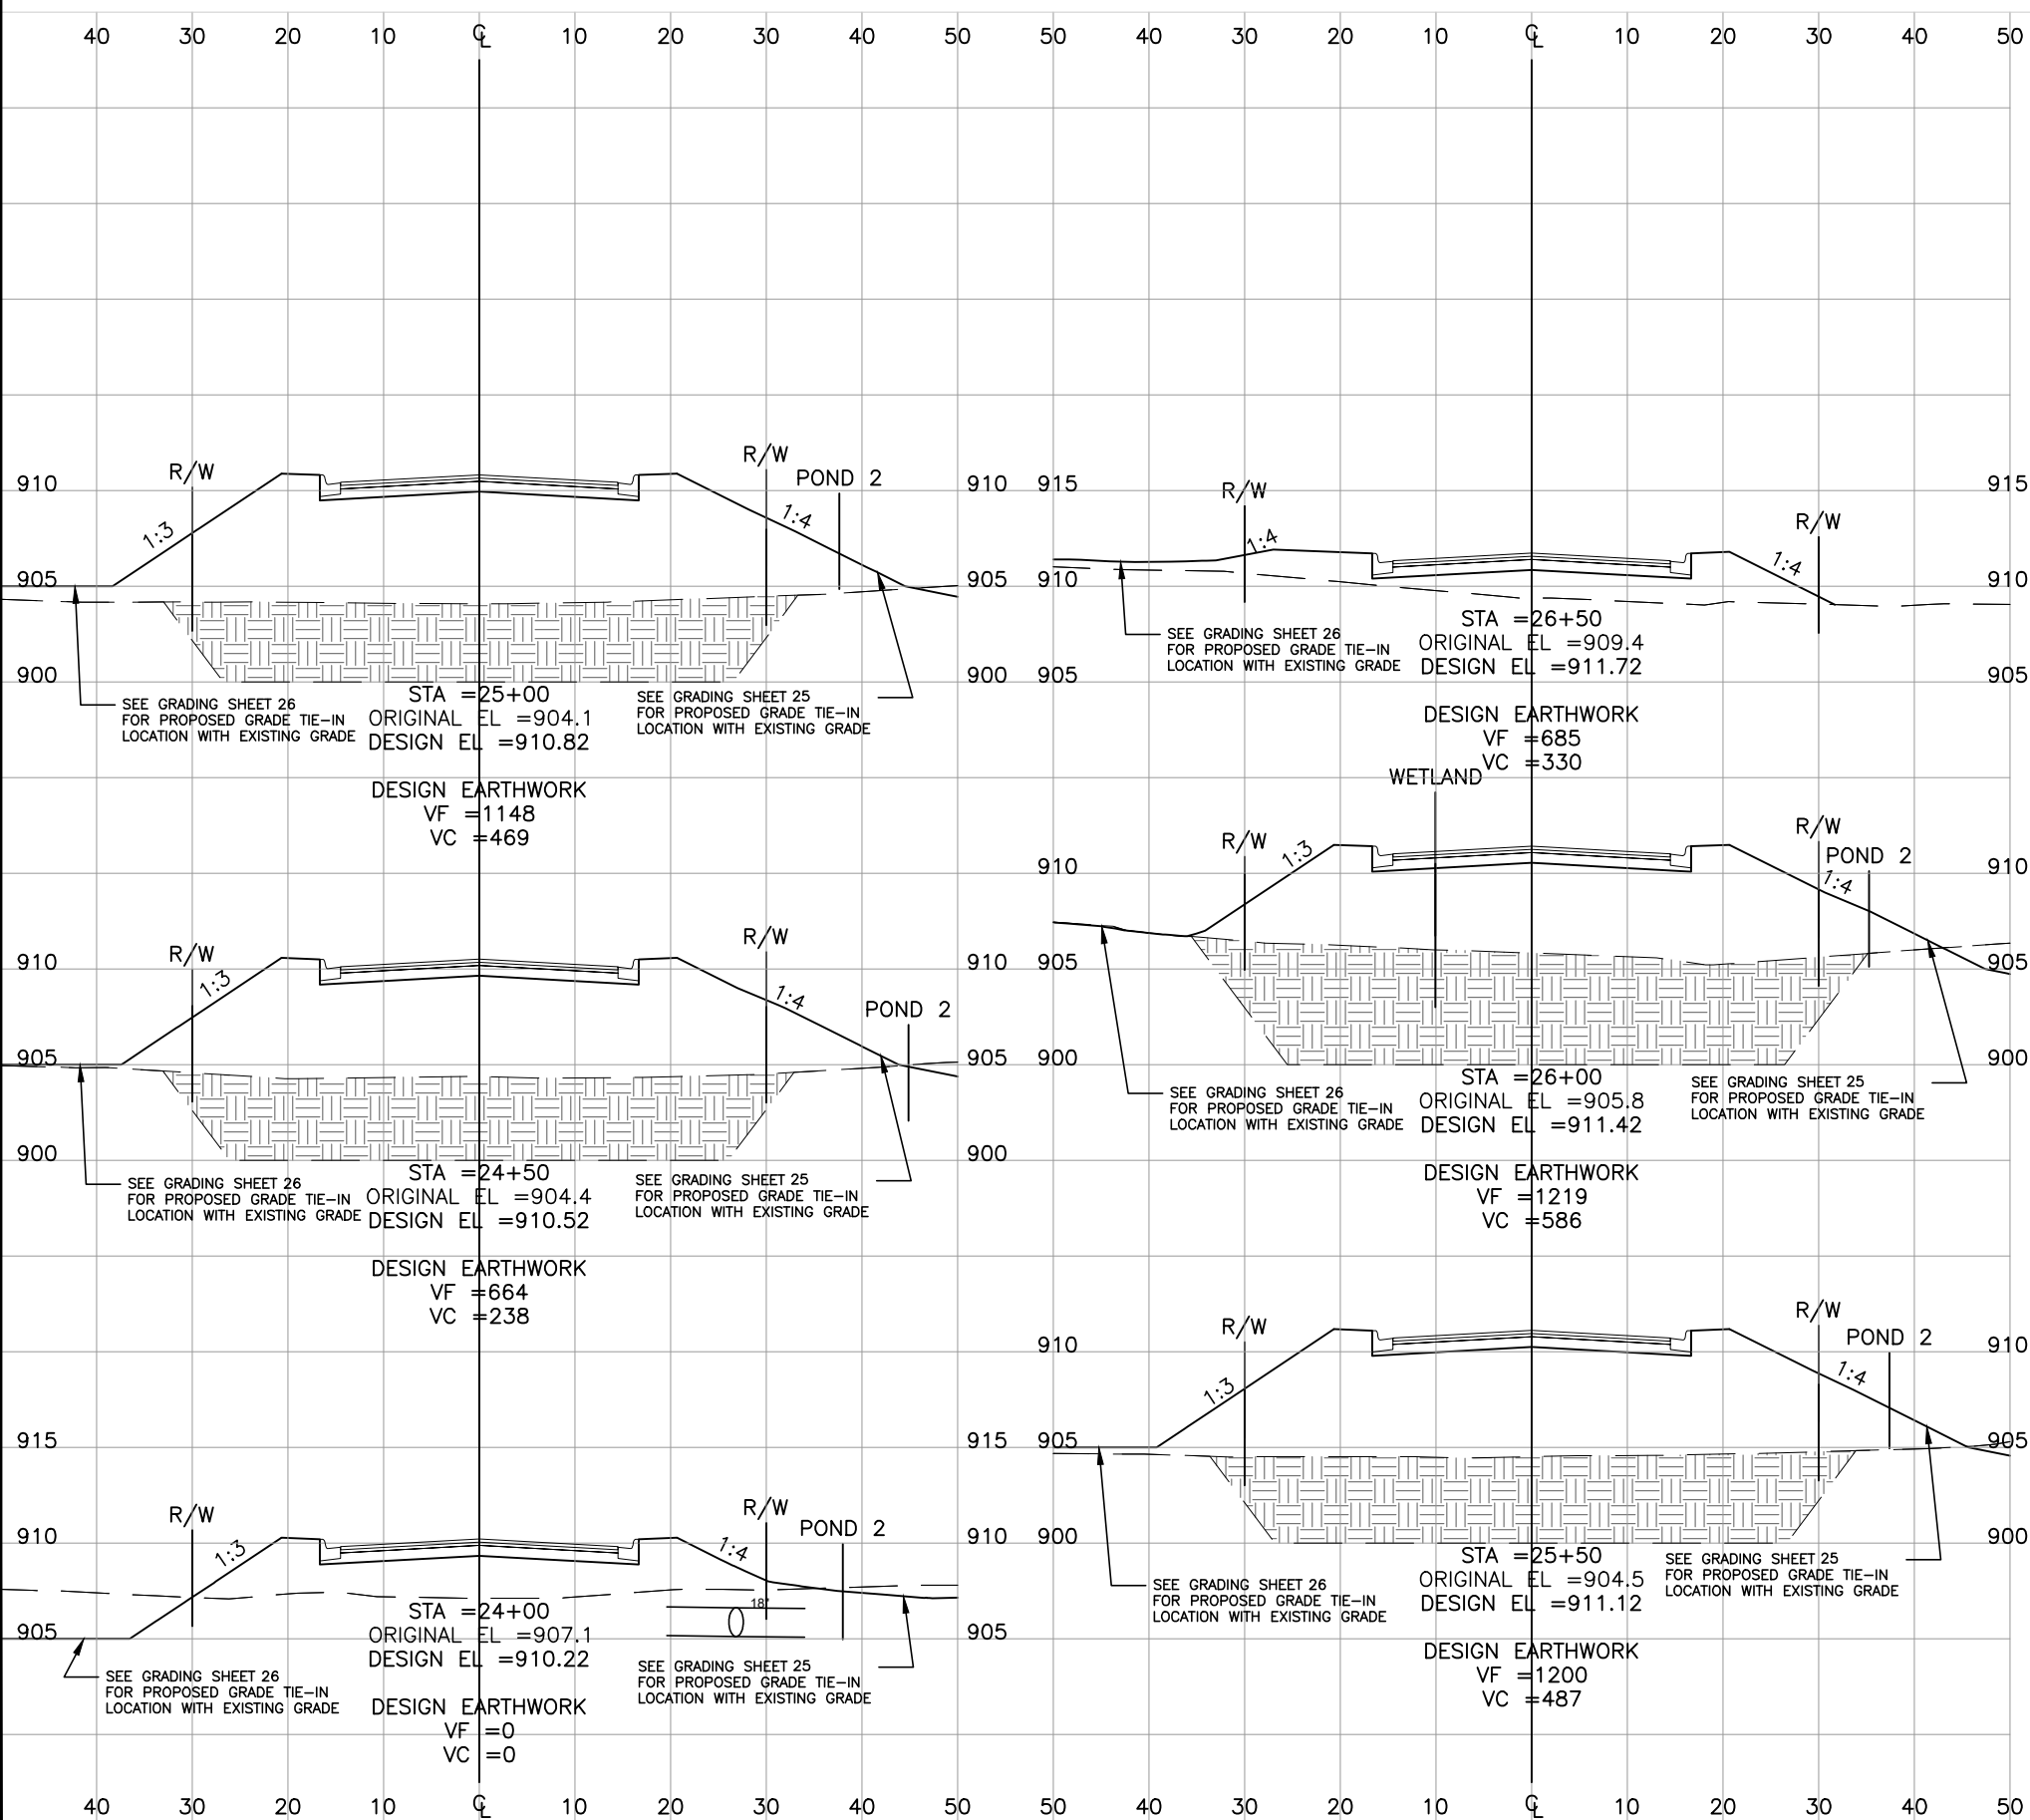 40 30 20 10 ℄ 10 20 30 40 50 50 40 30 20 10 ℄ 10 20 30 40 50
R/W
R/W
POND 2
910
910
1:3
1:4
905
905
900
SEE GRADING SHEET 26
FOR PROPOSED GRADE TIE-IN
LOCATION WITH EXISTING GRADE
STA =25+00
ORIGINAL EL =904.1
DESIGN EL =910.82
SEE GRADING SHEET 25
FOR PROPOSED GRADE TIE-IN
LOCATION WITH EXISTING GRADE
900
DESIGN EARTHWORK
VF =1148
VC =469
R/W
R/W
POND 2
910
910
1:3
1:4
905
905
900
900
SEE GRADING SHEET 26
FOR PROPOSED GRADE TIE-IN
LOCATION WITH EXISTING GRADE
STA =24+50
ORIGINAL EL =904.4
DESIGN EL =910.52
SEE GRADING SHEET 25
FOR PROPOSED GRADE TIE-IN
LOCATION WITH EXISTING GRADE
DESIGN EARTHWORK
VF =664
VC =238
915
915
R/W
R/W
POND 2
910
910
1:3
1:4
18"
905
905
SEE GRADING SHEET 26
FOR PROPOSED GRADE TIE-IN
LOCATION WITH EXISTING GRADE
STA =24+00
ORIGINAL EL =907.1
DESIGN EL =910.22
SEE GRADING SHEET 25
FOR PROPOSED GRADE TIE-IN
LOCATION WITH EXISTING GRADE
DESIGN EARTHWORK
VF =0
VC =0
915
915
R/W
R/W
1:4
1:4
910
910
905
905
SEE GRADING SHEET 26
FOR PROPOSED GRADE TIE-IN
LOCATION WITH EXISTING GRADE
STA =26+50
ORIGINAL EL =909.4
DESIGN EL =911.72
DESIGN EARTHWORK
VF =685
VC =330
WETLAND
R/W
R/W
POND 2
910
910
1:3
1:4
905
905
900
900
SEE GRADING SHEET 26
FOR PROPOSED GRADE TIE-IN
LOCATION WITH EXISTING GRADE
STA =26+00
ORIGINAL EL =905.8
DESIGN EL =911.42
SEE GRADING SHEET 25
FOR PROPOSED GRADE TIE-IN
LOCATION WITH EXISTING GRADE
DESIGN EARTHWORK
VF =1219
VC =586
R/W
R/W
POND 2
910
910
1:3
1:4
905
905
900
900
SEE GRADING SHEET 26
FOR PROPOSED GRADE TIE-IN
LOCATION WITH EXISTING GRADE
STA =25+50
ORIGINAL EL =904.5
DESIGN EL =911.12
SEE GRADING SHEET 25
FOR PROPOSED GRADE TIE-IN
LOCATION WITH EXISTING GRADE
DESIGN EARTHWORK
VF =1200
VC =487
40 30 20 10 ℄ 10 20 30 40 50 50 40 30 20 10 ℄ 10 20 30 40 50